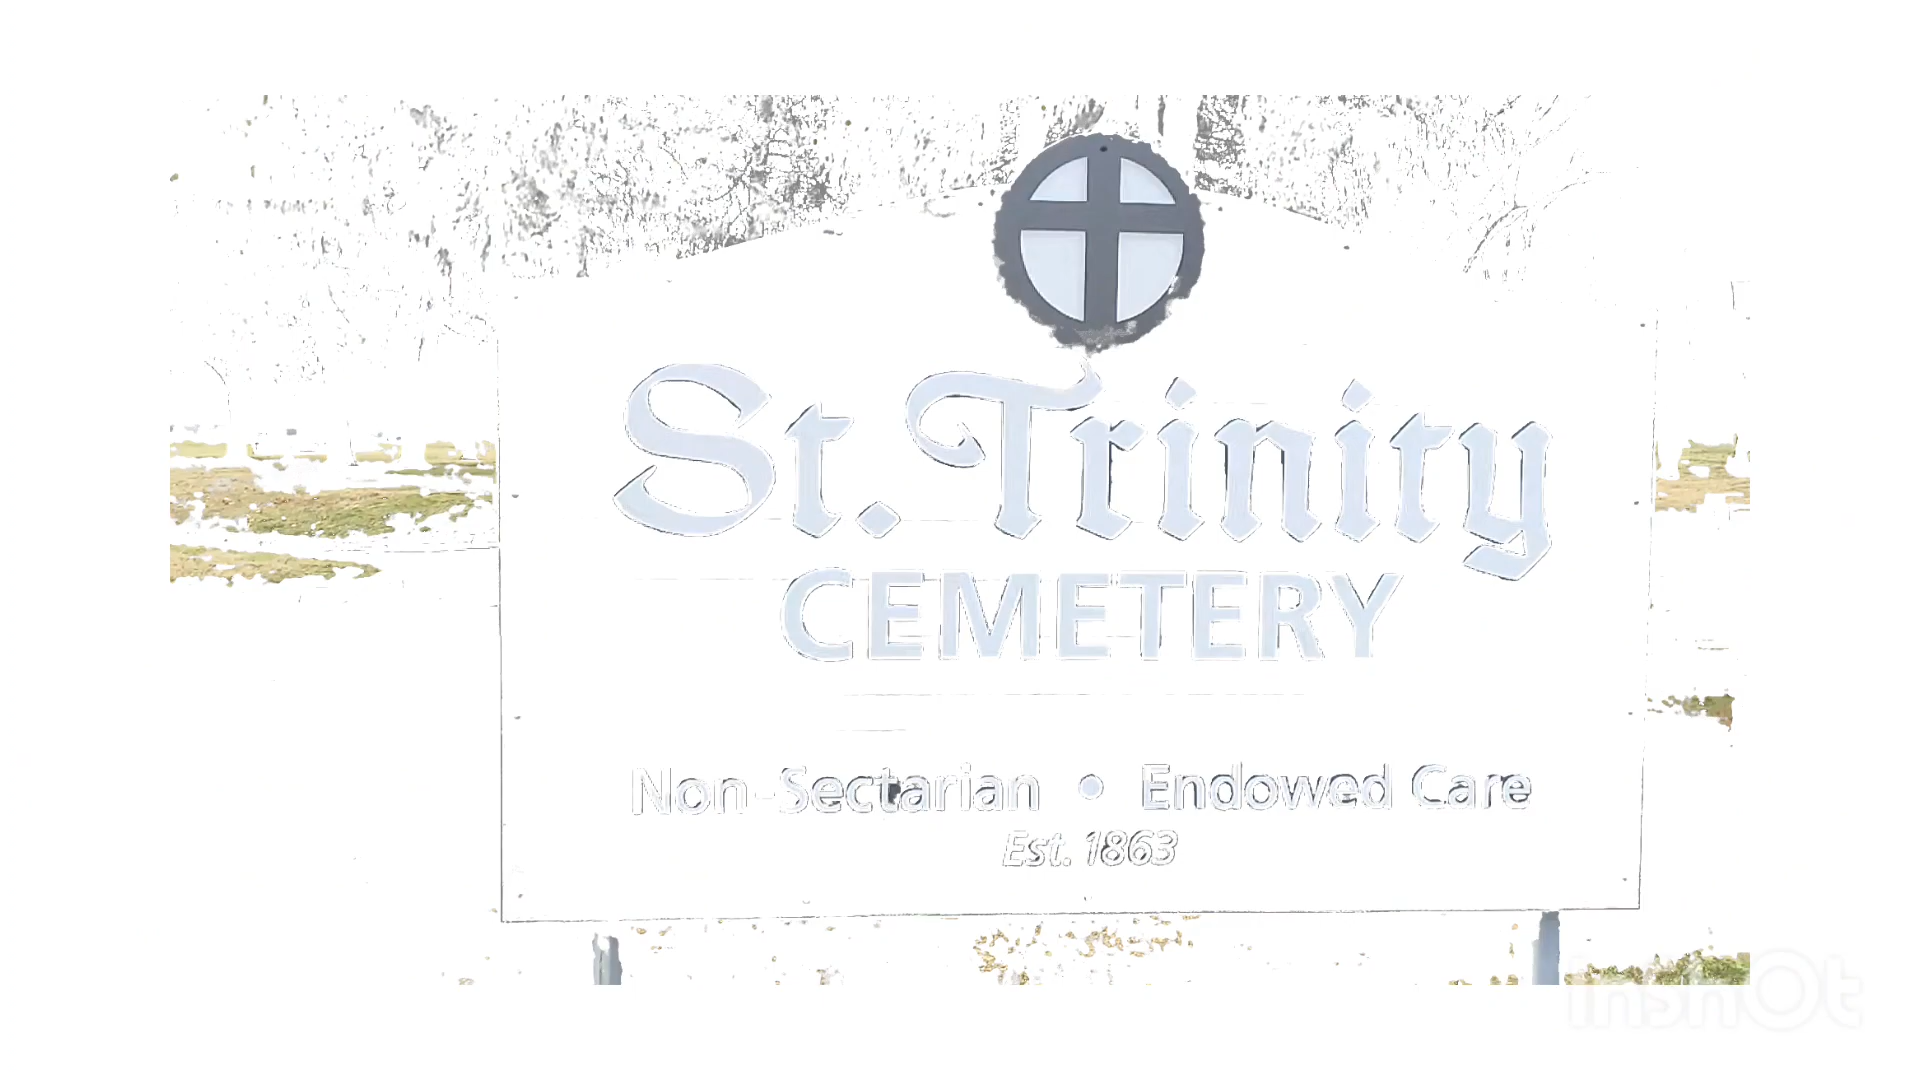 St. Trinity
CEMETERY
Non-Sectarian • Endowed Care
Est. 1863
InShOt